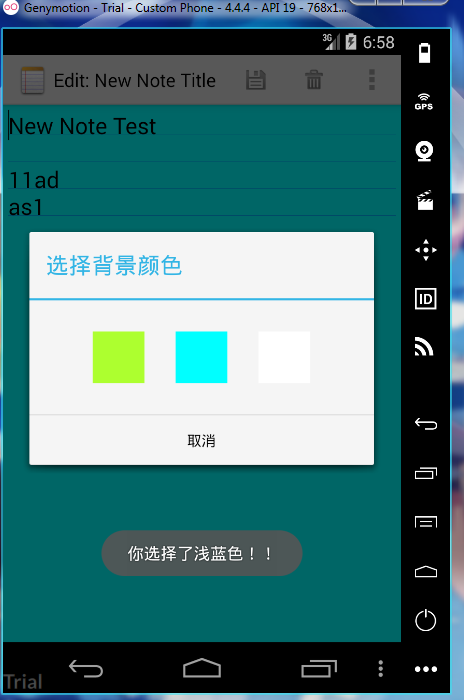 Genymotion - Trial - Custom Phone - 4.4.4 - API 19 - 768x1...
3G 6:58
Edit: New Note Title
GPS
New Note Test
11ad
as1
选择背景颜色
ID
取消
你选择了浅蓝色！！
Trial